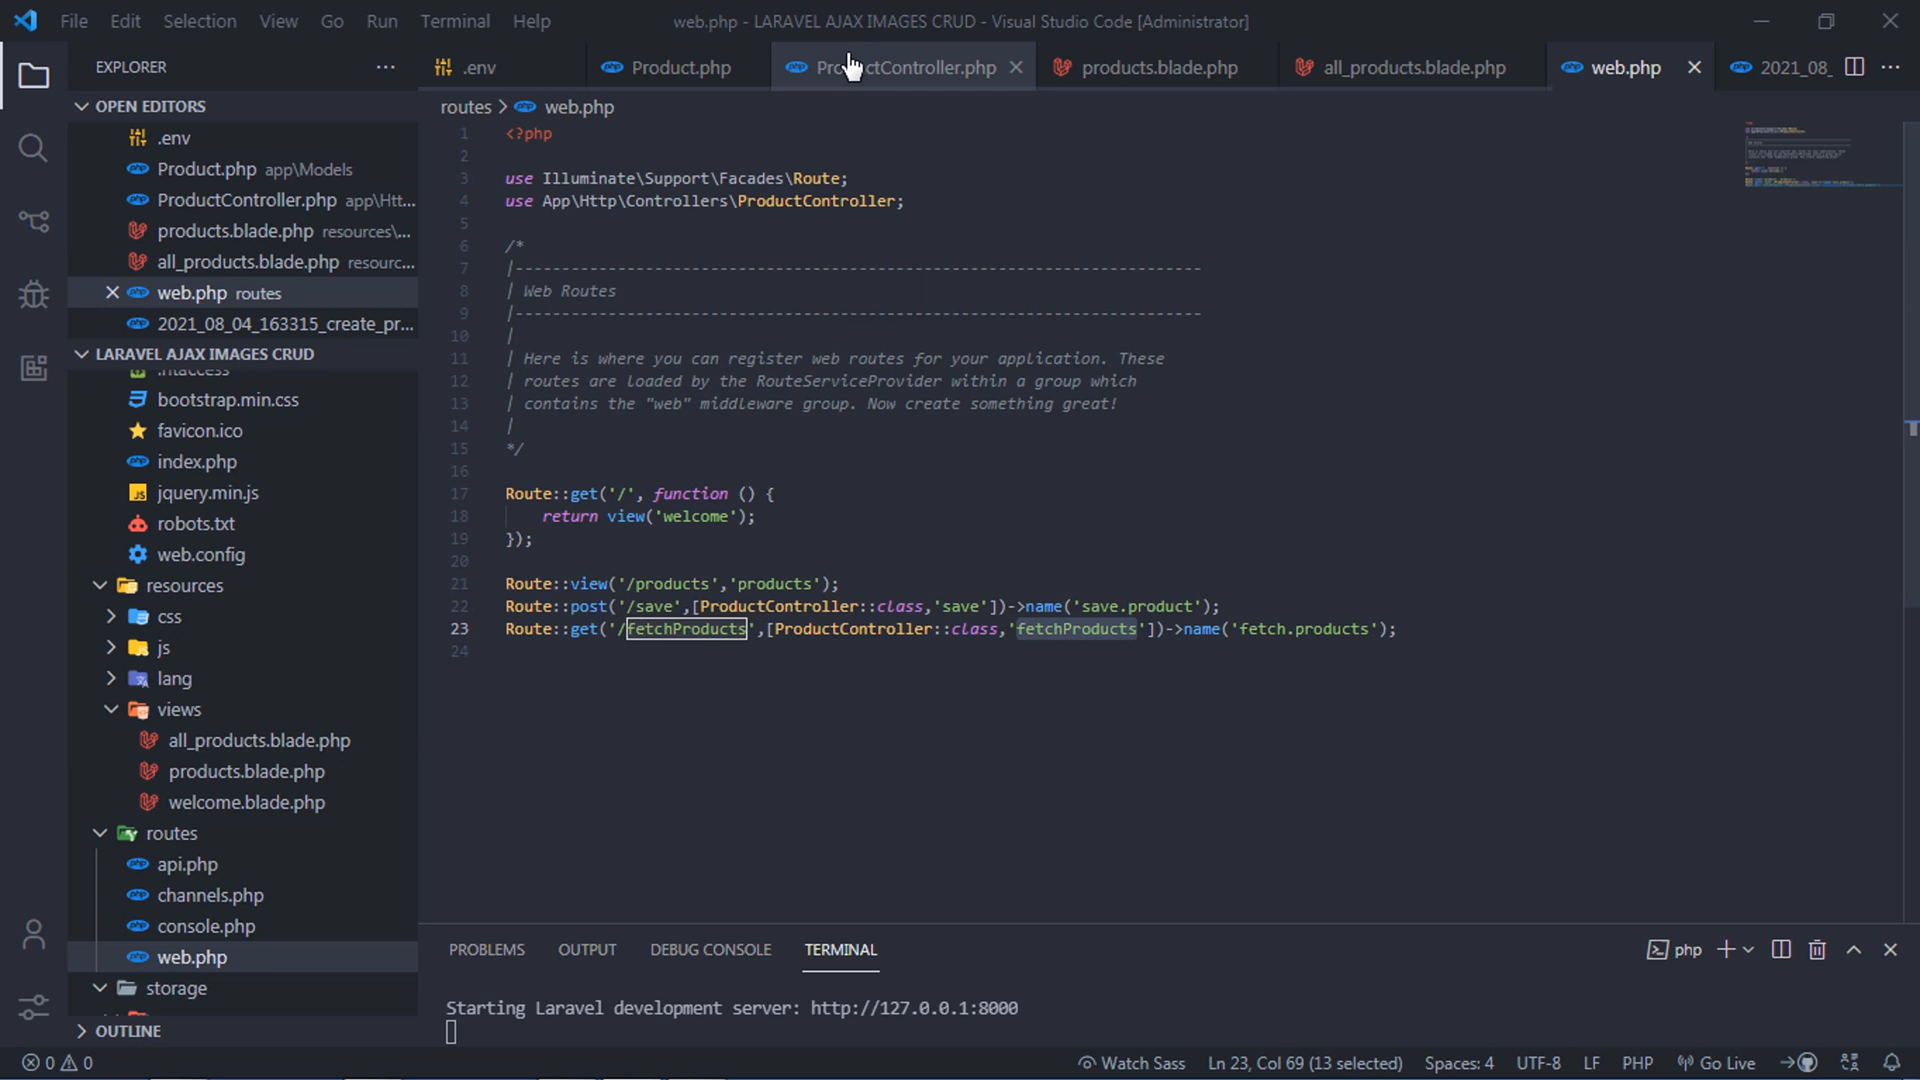 File Edit Selection View Go Run Terminal Help
web.php - LARAVEL AJAX IMAGES CRUD - Visual Studio Code [Administrator]
EXPLORER
.env
Product.php
ctController.php
products.blade.php
all_products.blade.php
web.php
2021_08_
OPEN EDITORS
.env
Product.php app\Models
ProductController.php app\Htt...
products.blade.php resources\...
all_products.blade.php resourc...
web.php routes
2021_08_04_163315_create_pr...
LARAVEL AJAX IMAGES CRUD
.htaccess
bootstrap.min.css
favicon.ico
index.php
jquery.min.js
robots.txt
web.config
resources
css
js
lang
views
all_products.blade.php
products.blade.php
welcome.blade.php
routes
api.php
channels.php
console.php
web.php
storage
OUTLINE
routes > web.php
1 <?php
2
3 use Illuminate\Support\Facades\Route;
4 use App\Http\Controllers\ProductController;
5
6 /*
7 |--------------------------------------------------------------------------
8 | Web Routes
9 |--------------------------------------------------------------------------
10 |
11 | Here is where you can register web routes for your application. These
12 | routes are loaded by the RouteServiceProvider within a group which
13 | contains the "web" middleware group. Now create something great!
14 |
15 */
16
17 Route::get('/', function () {
18 return view('welcome');
19 });
20
21 Route::view('/products','products');
22 Route::post('/save',[ProductController::class,'save'])->name('save.product');
23 Route::get('/fetchProducts',[ProductController::class,'fetchProducts'])->name('fetch.products');
24
PROBLEMS OUTPUT DEBUG CONSOLE TERMINAL
php
Starting Laravel development server: http://127.0.0.1:8000
0 0
Watch Sass
Ln 23, Col 69 (13 selected)
Spaces: 4
UTF-8
LF
PHP
Go Live